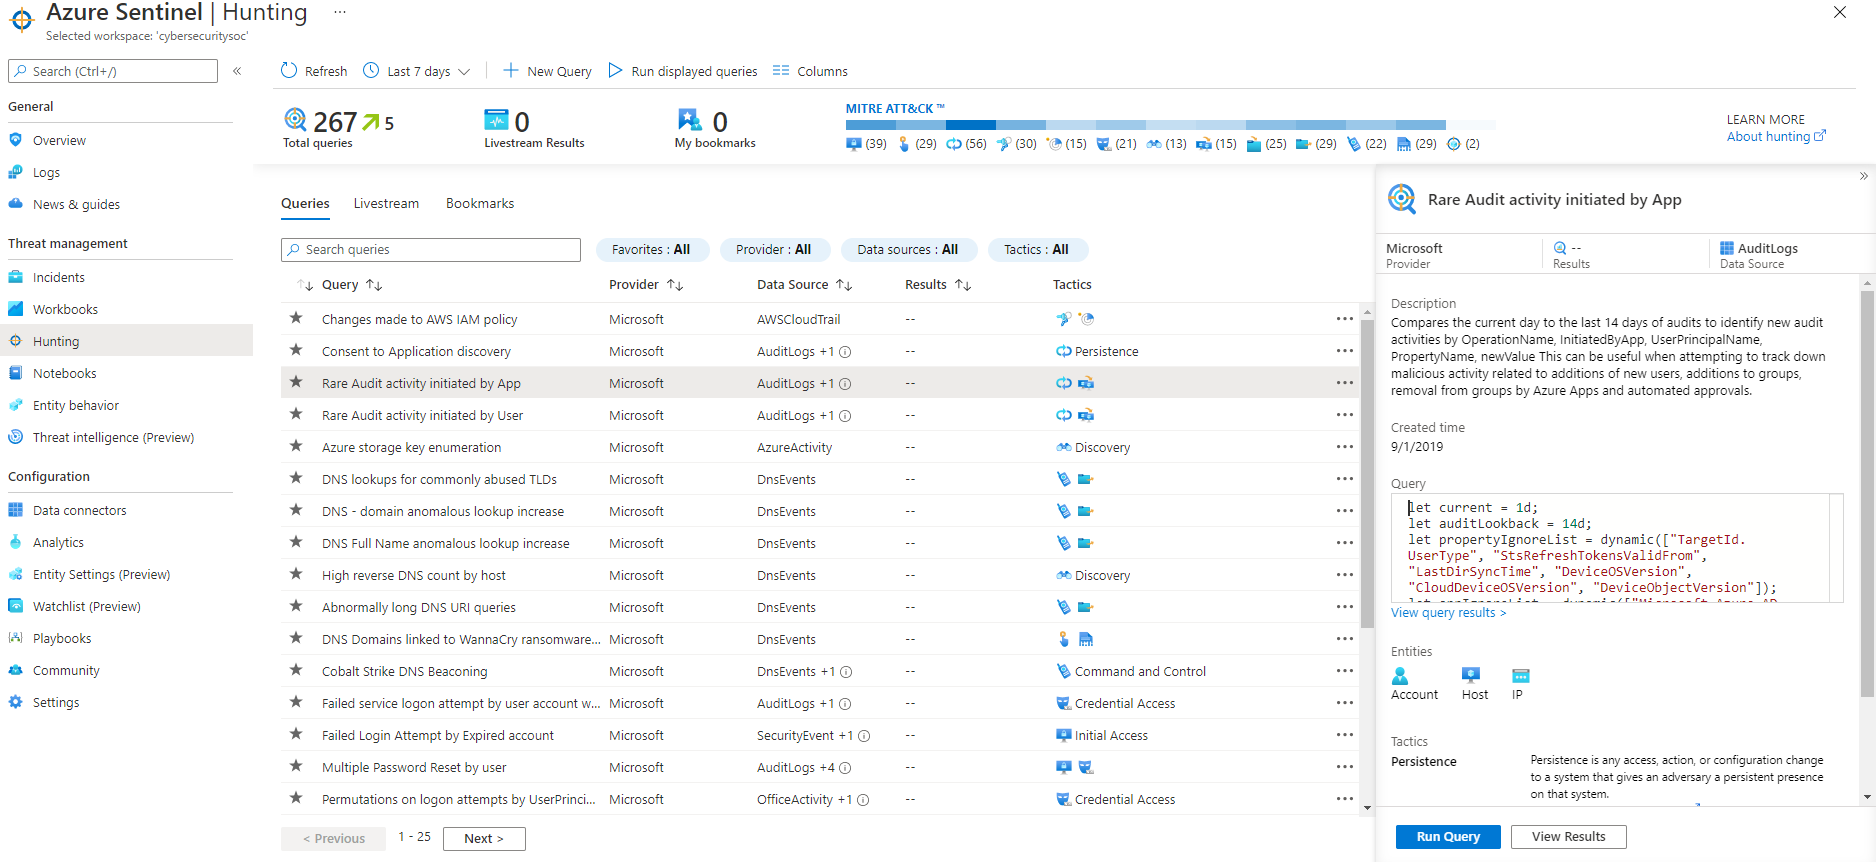 Azure Sentinel | Hunting ...
Selected workspace: 'cybersecuritysoc'
Search (Ctrl+/)
«
General
Overview
Logs
News & guides
Threat management
Incidents
Workbooks
Hunting
Notebooks
Entity behavior
Threat intelligence (Preview)
Configuration
Data connectors
Analytics
Entity Settings (Preview)
Watchlist (Preview)
Playbooks
Community
Settings
Refresh Last 7 days New Query Run displayed queries Columns
267 5
Total queries
0
Livestream Results
0
My bookmarks
MITRE ATT&CK ™
(39) (29) (56) (30) (15) (21) (13) (15) (25) (29) (22) (29) (2)
LEARN MORE
About hunting
Queries Livestream Bookmarks
Search queries
Favorites : All Provider : All Data sources : All Tactics : All
Query Provider Data Source Results Tactics
Changes made to AWS IAM policy Microsoft AWSCloudTrail --
Consent to Application discovery Microsoft AuditLogs +1 -- Persistence
Rare Audit activity initiated by App Microsoft AuditLogs +1 --
Rare Audit activity initiated by User Microsoft AuditLogs +1 --
Azure storage key enumeration Microsoft AzureActivity -- Discovery
DNS lookups for commonly abused TLDs Microsoft DnsEvents --
DNS - domain anomalous lookup increase Microsoft DnsEvents --
DNS Full Name anomalous lookup increase Microsoft DnsEvents --
High reverse DNS count by host Microsoft DnsEvents -- Discovery
Abnormally long DNS URI queries Microsoft DnsEvents --
DNS Domains linked to WannaCry ransomware... Microsoft DnsEvents --
Cobalt Strike DNS Beaconing Microsoft DnsEvents +1 -- Command and Control
Failed service logon attempt by user account w... Microsoft AuditLogs +1 -- Credential Access
Failed Login Attempt by Expired account Microsoft SecurityEvent +1 -- Initial Access
Multiple Password Reset by user Microsoft AuditLogs +4 --
Permutations on logon attempts by UserPrinci... Microsoft OfficeActivity +1 -- Credential Access
< Previous 1 - 25 Next >
»
Rare Audit activity initiated by App
Microsoft
Provider
--
Results
AuditLogs
Data Source
Description
Compares the current day to the last 14 days of audits to identify new audit
activities by OperationName, InitiatedByApp, UserPrincipalName,
PropertyName, newValue This can be useful when attempting to track down
malicious activity related to additions of new users, additions to groups,
removal from groups by Azure Apps and automated approvals.
Created time
9/1/2019
Query
let current = 1d;
let auditLookback = 14d;
let propertyIgnoreList = dynamic(["TargetId.
UserType", "StsRefreshTokensValidFrom",
"LastDirSyncTime", "DeviceOSVersion",
"CloudDeviceOSVersion", "DeviceObjectVersion"]);
View query results >
Entities
Account Host IP
Tactics
Persistence
Persistence is any access, action, or configuration change
to a system that gives an adversary a persistent presence
on that system.
Run Query View Results